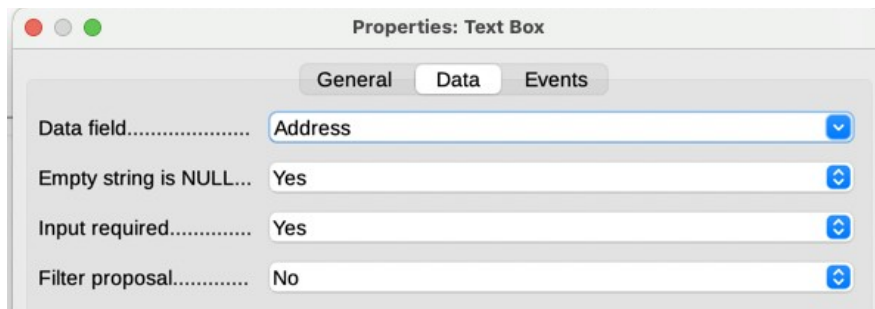 Properties: Text Box
General Data Events
Data field...................... Address
Empty string is NULL... Yes
Input required.............. Yes
Filter proposal............. No